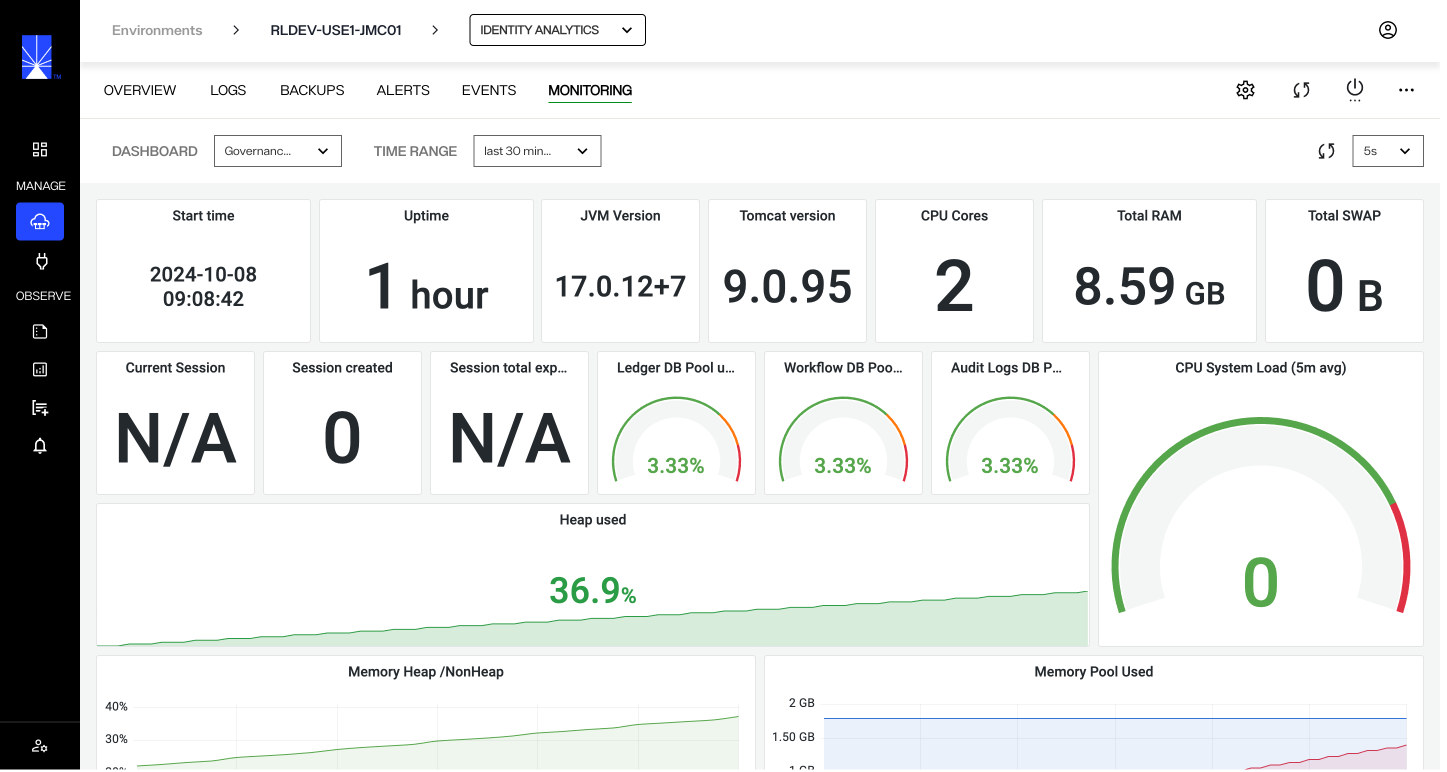 Environments
RLDEV-USE1-JMC01
IDENTITY ANALYTICS
TM
OVERVIEW
LOGS
BACKUPS
ALERTS
EVENTS
MONITORING
DASHBOARD
Governanc...
TIME RANGE
last 30 min...
5s
MANAGE
OBSERVE
Start time
2024-10-08
09:08:42
Uptime
1 hour
JVM Version
17.0.12+7
Tomcat version
9.0.95
CPU Cores
2
Total RAM
8.59 GB
Total SWAP
0 B
Current Session
N/A
Session created
0
Session total exp...
N/A
Ledger DB Pool u...
3.33%
Workflow DB Poo...
3.33%
Audit Logs DB P...
3.33%
CPU System Load (5m avg)
0
Heap used
36.9%
Memory Heap /NonHeap
40%
30%
Memory Pool Used
2 GB
1.50 GB
1 GB